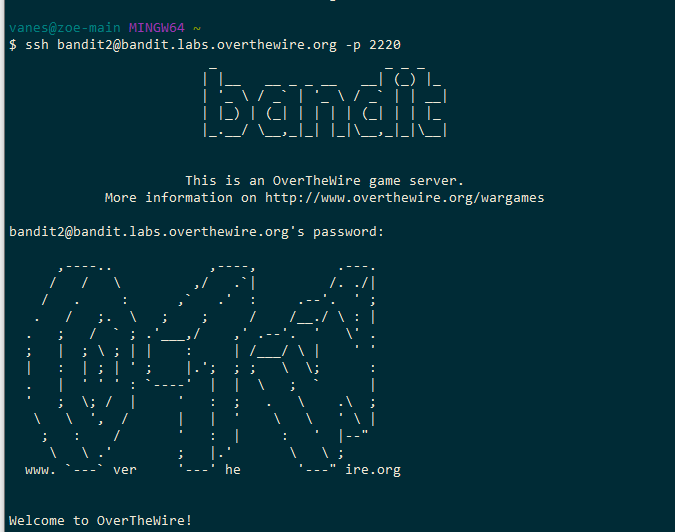 vanes@zoe-main MINGW64 ~
$ ssh bandit2@bandit.labs.overthewire.org -p 2220
bandit
This is an OverTheWire game server.
More information on http://www.overthewire.org/wargames
bandit2@bandit.labs.overthewire.org's password:
www. ver he ire.org
Welcome to OverTheWire!